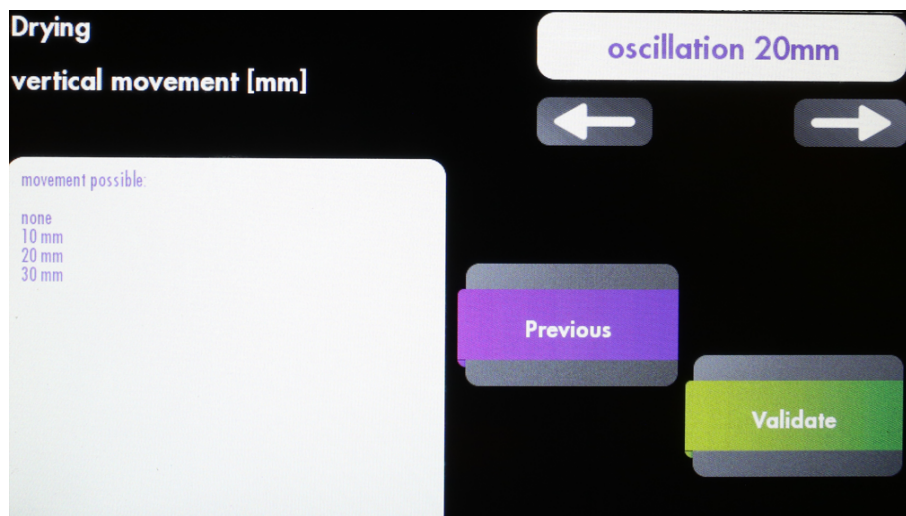 Drying
vertical movement [mm]
oscillation 20mm
movement possible:
none
10 mm
20 mm
30 mm
Previous
Validate